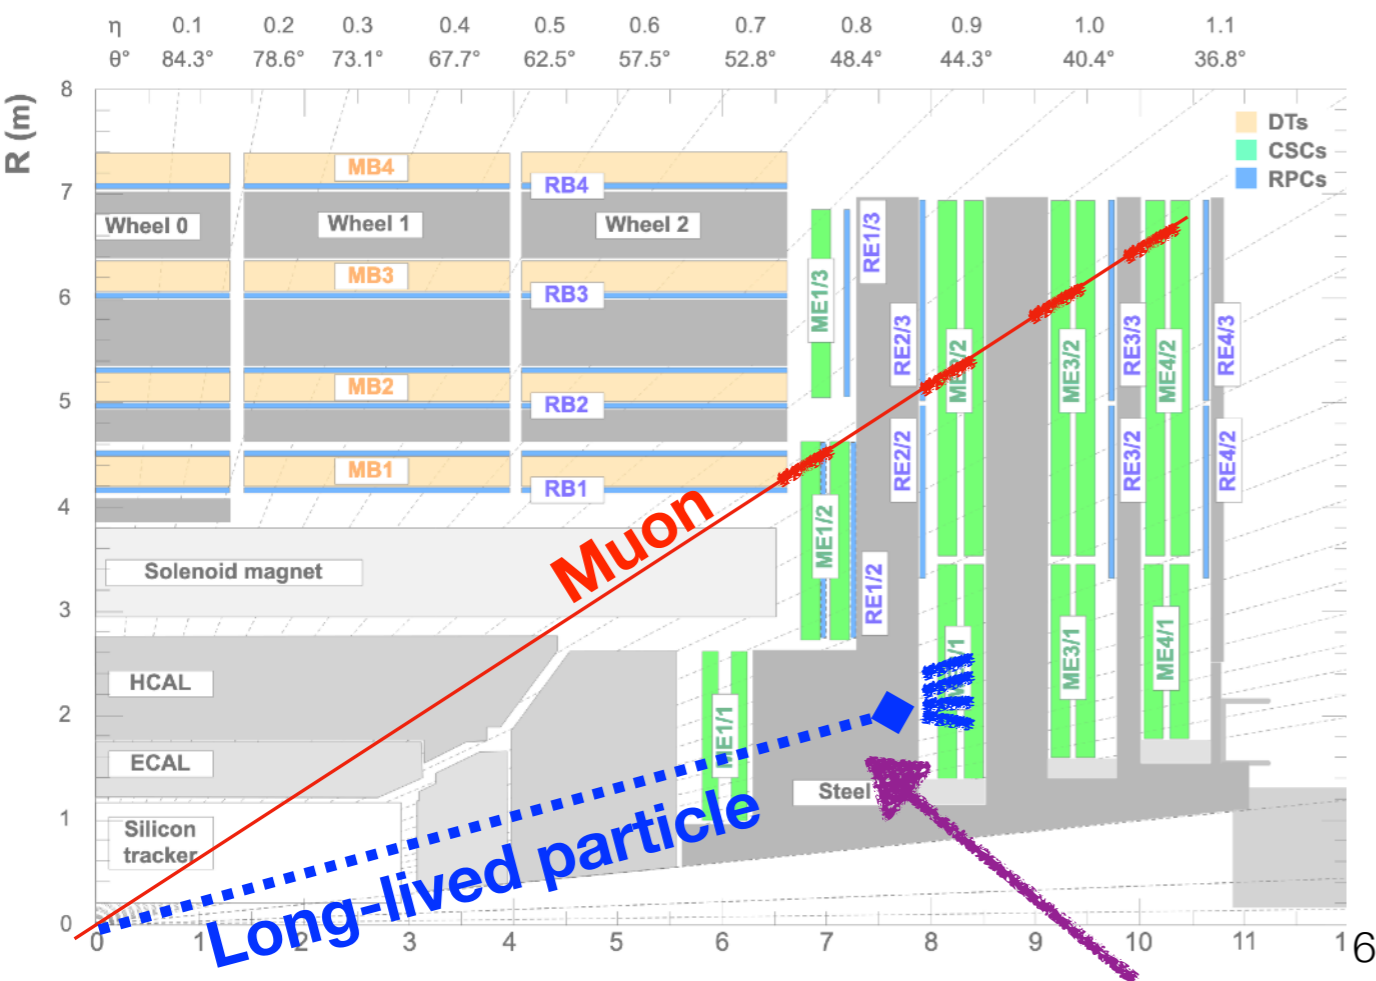 η 0.1 0.2 0.3 0.4 0.5 0.6 0.7 0.8 0.9 1.0 1.1
θ° 84.3° 78.6° 73.1° 67.7° 62.5° 57.5° 52.8° 48.4° 44.3° 40.4° 36.8°
R (m)
8
7
6
5
4
3
2
1
0
DTs
CSCs
RPCs
MB4
RB4
Wheel 0
Wheel 1
Wheel 2
MB3
RB3
MB2
RB2
MB1
RB1
Solenoid magnet
HCAL
ECAL
Silicon
tracker
Steel
ME1/3
RE1/3
RE2/3
ME3/2
RE3/3
ME4/2
RE4/3
ME1/2
RE1/2
RE2/2
RE3/2
RE4/2
ME1/1
/1
ME3/1
ME4/1
Muon
Long-lived particle
0 1 2 3 4 5 6 7 8 9 10 11 1
6